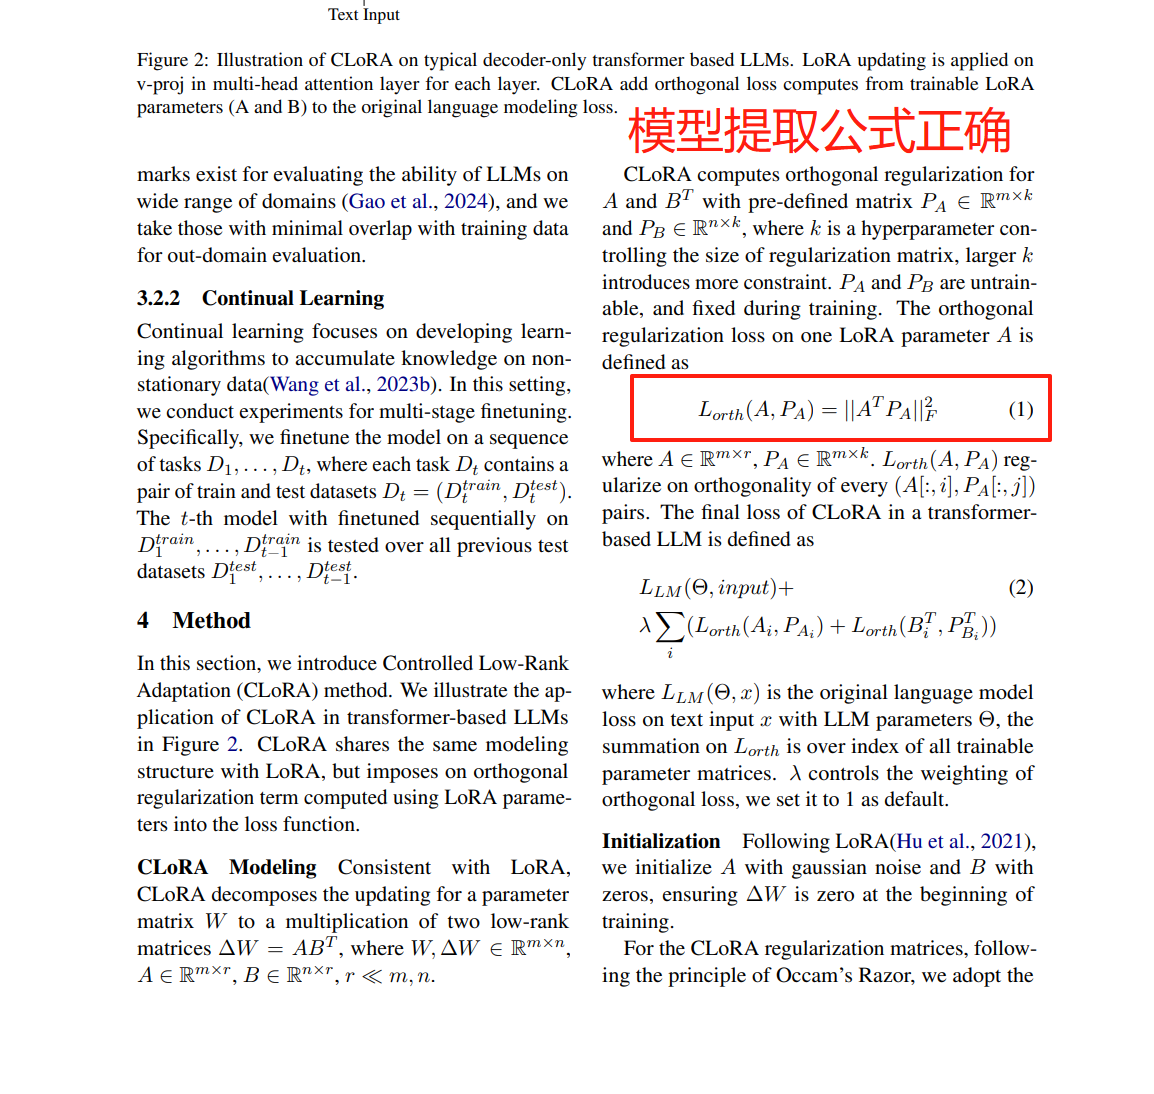 Text Input
Figure 2: Illustration of CLoRA on typical decoder-only transformer based LLMs. LoRA updating is applied on
v-proj in multi-head attention layer for each layer. CLoRA add orthogonal loss computes from trainable LoRA
parameters (A and B) to the original language modeling loss.
模型提取公式正确
marks exist for evaluating the ability of LLMs on
wide range of domains (Gao et al., 2024), and we
take those with minimal overlap with training data
for out-domain evaluation.
3.2.2 Continual Learning
Continual learning focuses on developing learn-
ing algorithms to accumulate knowledge on non-
stationary data(Wang et al., 2023b). In this setting,
we conduct experiments for multi-stage finetuning.
Specifically, we finetune the model on a sequence
of tasks $D_1, \ldots, D_t$, where each task $D_t$ contains a
pair of train and test datasets $D_t = (D_t^{train}, D_t^{test})$.
The $t$-th model with finetuned sequentially on
$D_1^{train}, \ldots, D_{t-1}^{train}$ is tested over all previous test
datasets $D_1^{test}, \ldots, D_{t-1}^{test}$.
4 Method
In this section, we introduce Controlled Low-Rank
Adaptation (CLoRA) method. We illustrate the ap-
plication of CLoRA in transformer-based LLMs
in Figure 2. CLoRA shares the same modeling
structure with LoRA, but imposes on orthogonal
regularization term computed using LoRA parame-
ters into the loss function.
CLoRA Modeling Consistent with LoRA,
CLoRA decomposes the updating for a parameter
matrix $W$ to a multiplication of two low-rank
matrices $\Delta W = AB^T$, where $W, \Delta W \in \mathbb{R}^{m \times n}$,
$A \in \mathbb{R}^{m \times r}$, $B \in \mathbb{R}^{n \times r}$, $r \ll m, n$.
CLoRA computes orthogonal regularization for
$A$ and $B^T$ with pre-defined matrix $P_A \in \mathbb{R}^{m \times k}$
and $P_B \in \mathbb{R}^{n \times k}$, where $k$ is a hyperparameter con-
trolling the size of regularization matrix, larger $k$
introduces more constraint. $P_A$ and $P_B$ are untrain-
able, and fixed during training. The orthogonal
regularization loss on one LoRA parameter $A$ is
defined as
$L_{orth}(A, P_A) = ||A^T P_A||_F^2$ (1)
where $A \in \mathbb{R}^{m \times r}$, $P_A \in \mathbb{R}^{m \times k}$. $L_{orth}(A, P_A)$ reg-
ularize on orthogonality of every $(A[:, i], P_A[:, j])$
pairs. The final loss of CLoRA in a transformer-
based LLM is defined as
$L_{LM}(\Theta, input)+$ (2)
$\lambda \sum_i (L_{orth}(A_i, P_{A_i}) + L_{orth}(B_i^T, P_{B_i}^T))$
where $L_{LM}(\Theta, x)$ is the original language model
loss on text input $x$ with LLM parameters $\Theta$, the
summation on $L_{orth}$ is over index of all trainable
parameter matrices. $\lambda$ controls the weighting of
orthogonal loss, we set it to 1 as default.
Initialization Following LoRA(Hu et al., 2021),
we initialize $A$ with gaussian noise and $B$ with
zeros, ensuring $\Delta W$ is zero at the beginning of
training.
For the CLoRA regularization matrices, follow-
ing the principle of Occam's Razor, we adopt the